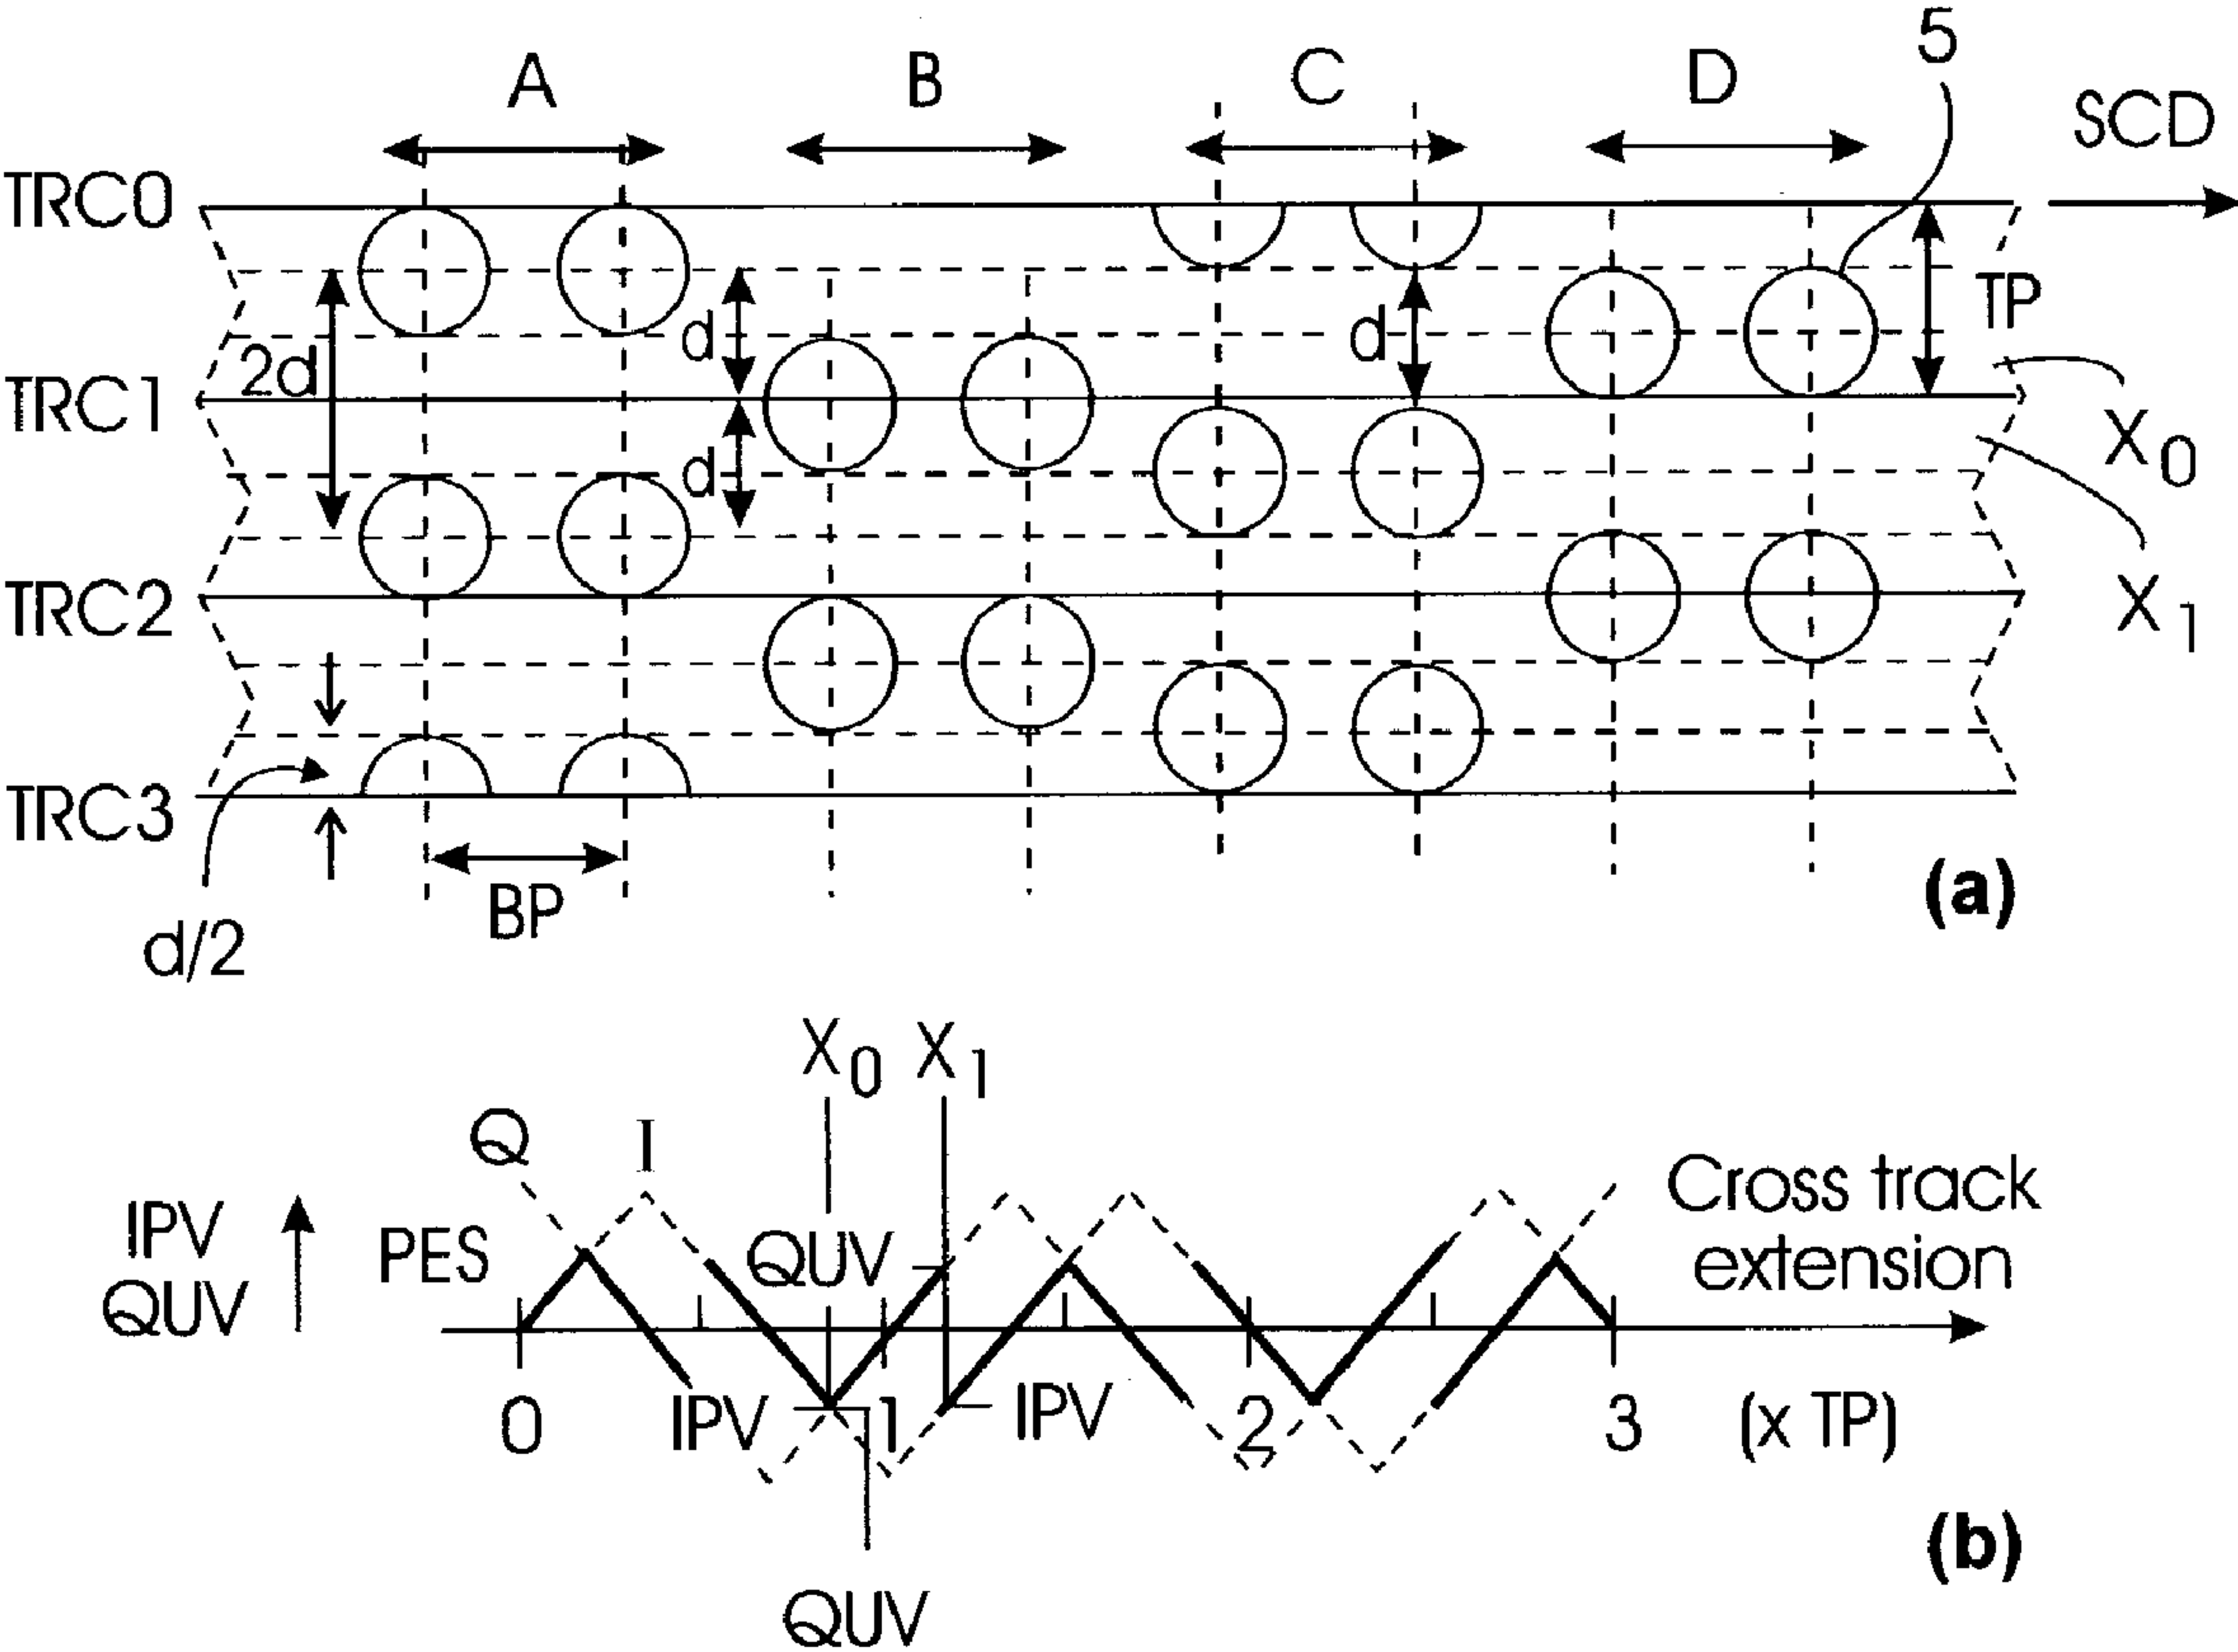 A B C D 5
SCD
TRC0
TP
d d
2d
TRC1
X0
d
TRC2
X1
TRC3
BP
d/2
(a)
X0 X1
Q I
IPV
QUV
PES
QUV
Cross track
extension
IPV
IPV
0 1 2 3 (x TP)
(b)
QUV